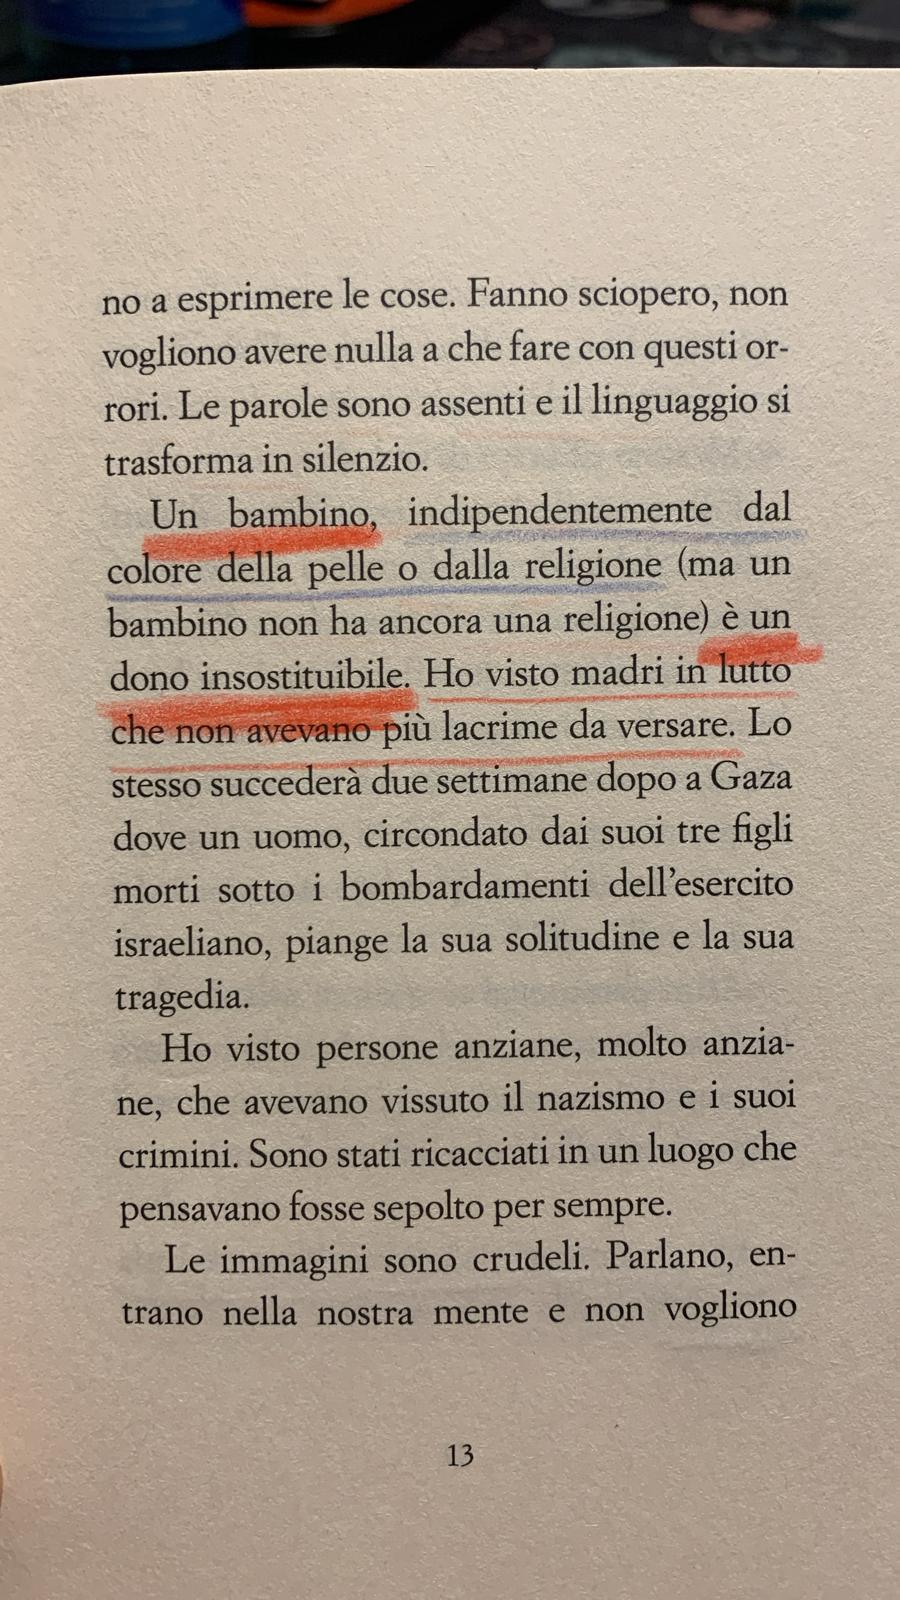 no a esprimere le cose. Fanno sciopero, non
vogliono avere nulla a che fare con questi or-
rori. Le parole sono assenti e il linguaggio si
trasforma in silenzio.
Un bambino, indipendentemente dal
colore della pelle o dalla religione (ma un
bambino non ha ancora una religione) è un
dono insostituibile. Ho visto madri in lutto
che non avevano più lacrime da versare. Lo
stesso succederà due settimane dopo a Gaza
dove un uomo, circondato dai suoi tre figli
morti sotto i bombardamenti dell'esercito
israeliano, piange la sua solitudine e la sua
tragedia.
Ho visto persone anziane, molto anzia-
ne, che avevano vissuto il nazismo e i suoi
crimini. Sono stati ricacciati in un luogo che
pensavano fosse sepolto per sempre.
Le immagini sono crudeli. Parlano, en-
trano nella nostra mente e non vogliono
13